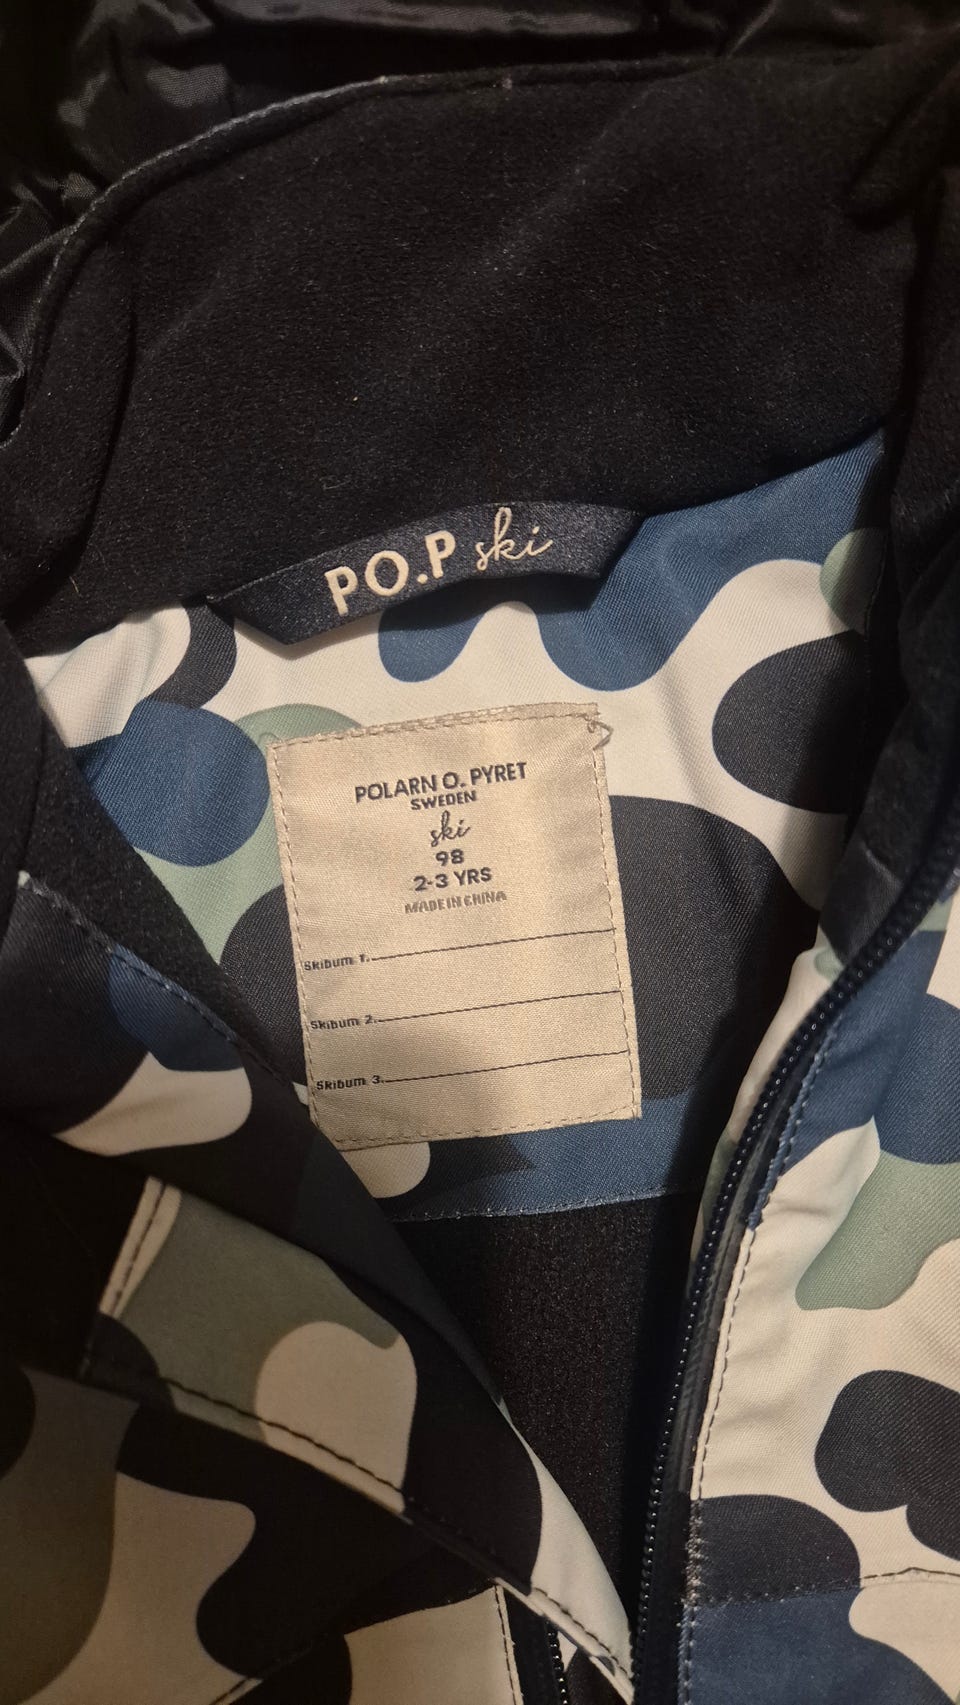 PO.P ski
POLARN O. PYRET
SWEDEN
ski
98
2-3 YRS
MADE IN CHINA
Skibum 1.
Skibum 2.
Skibum 3.